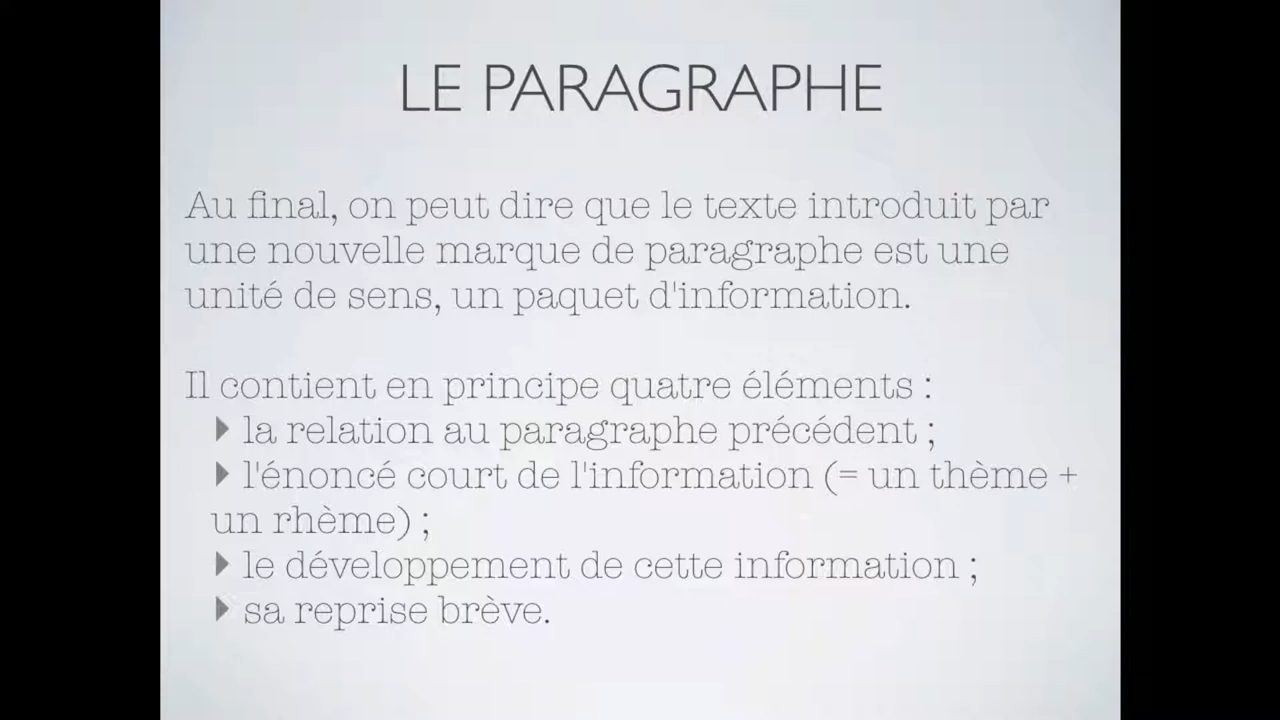 LE PARAGRAPHE
Au final, on peut dire que le texte introduit par
une nouvelle marque de paragraphe est une
unité de sens, un paquet d'information.
Il contient en principe quatre éléments :
‣ la relation au paragraphe précédent ;
‣ l'énoncé court de l'information (= un thème +
un rhème) ;
‣ le développement de cette information ;
‣ sa reprise brève.